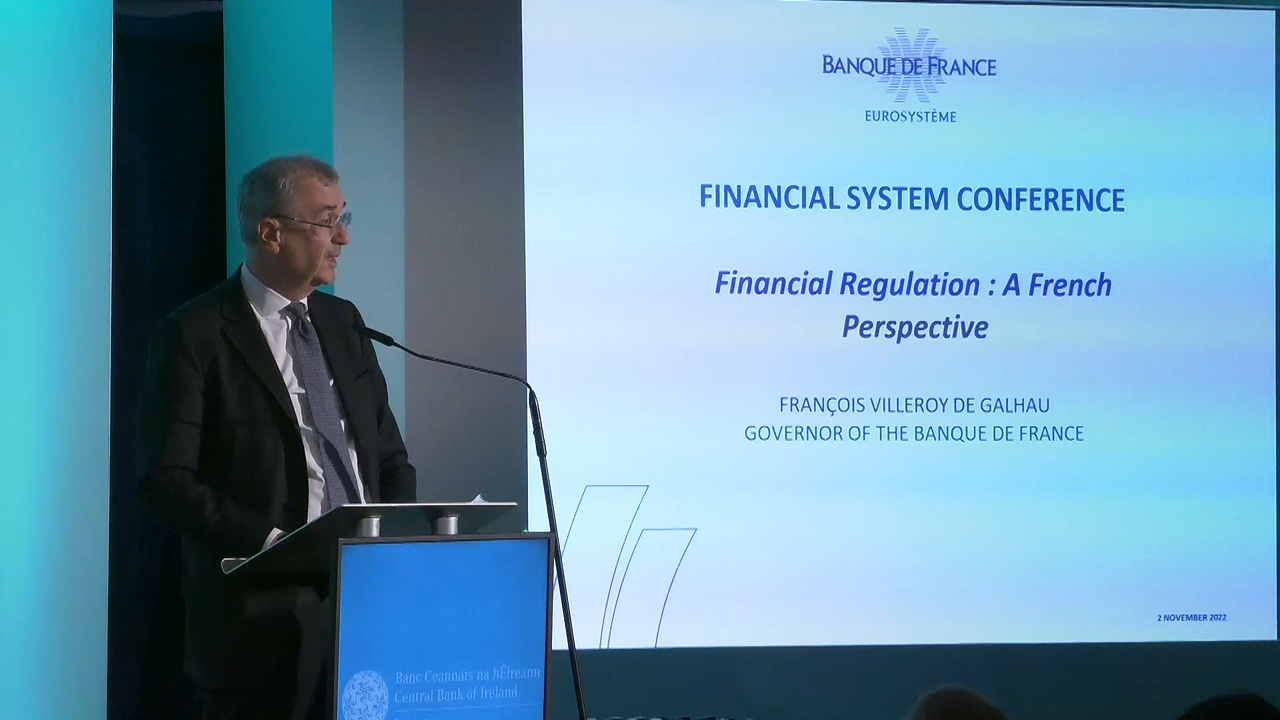 BANQUE DE FRANCE
EUROSYSTÈME
FINANCIAL SYSTEM CONFERENCE
Financial Regulation : A French
Perspective
FRANÇOIS VILLEROY DE GALHAU
GOVERNOR OF THE BANQUE DE FRANCE
2 NOVEMBER 2022
Banc Ceannais na hÉireann
Central Bank of Ireland